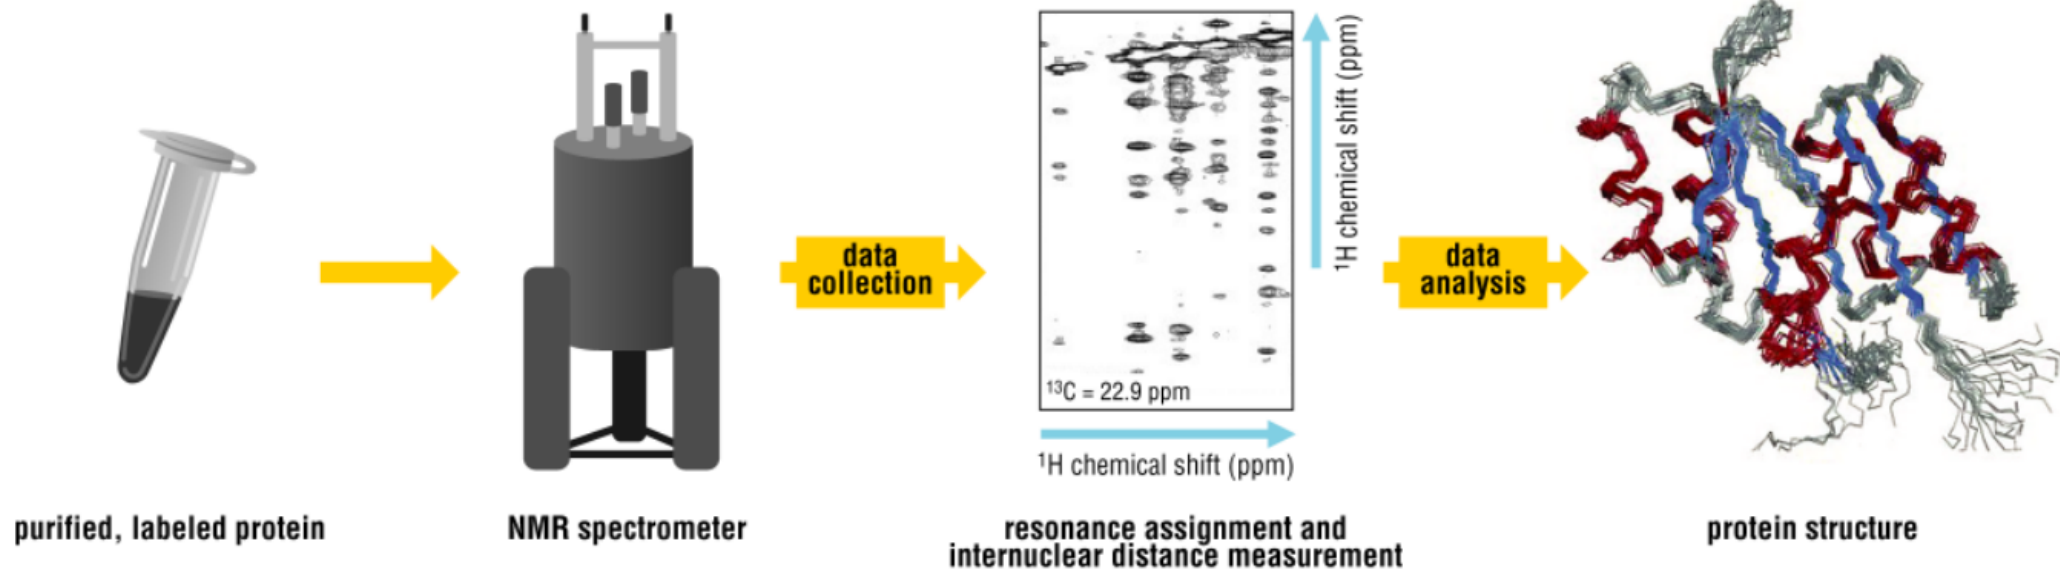 data
collection
¹H chemical shift (ppm)
data
analysis
¹³C = 22.9 ppm
¹H chemical shift (ppm)
purified, labeled protein
NMR spectrometer
resonance assignment and
internuclear distance measurement
protein structure